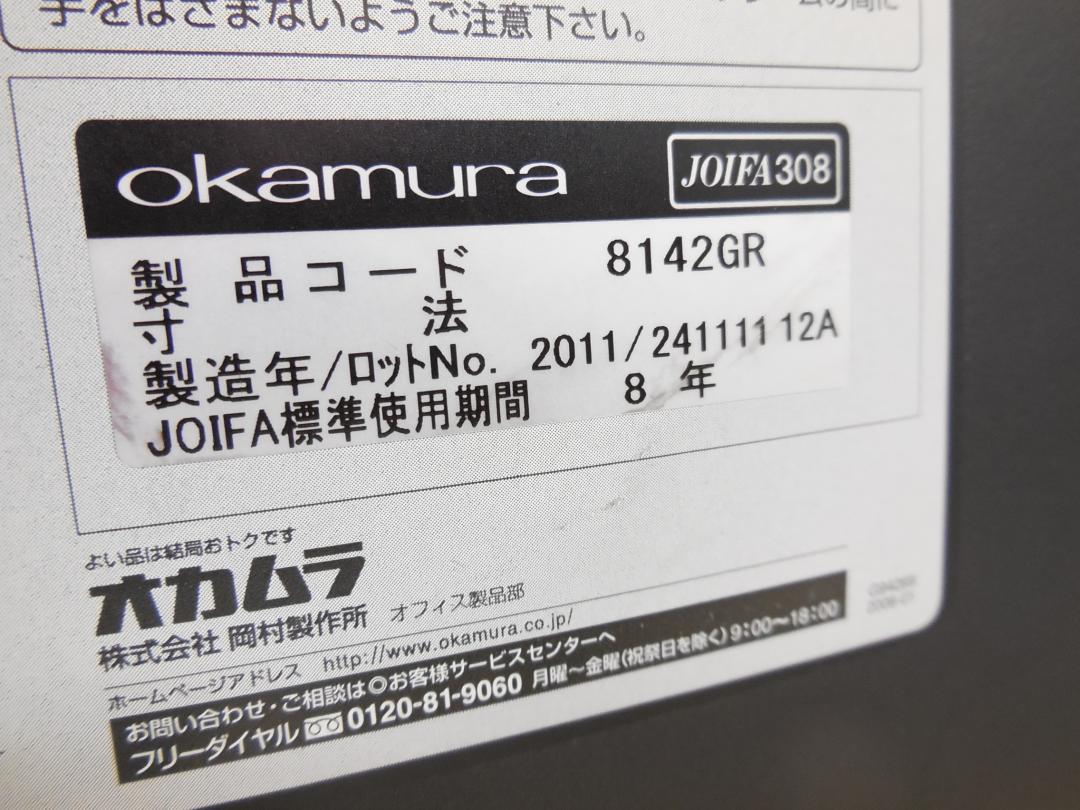 手をはさまないようご注意下さい。
okamura
JOIFA308
製品コード 8142GR
寸法
製造年/ロットNo. 2011/241111 12A
JOIFA標準使用期間 8年
よい品は結局おトクです
オカムラ
株式会社 岡村製作所 オフィス製品部
ホームページアドレス http://www.okamura.co.jp/
お問い合わせ・ご相談は◎お客様サービスセンターへ
フリーダイヤル 0120-81-9060 月曜～金曜(祝祭日を除く)9:00～18:00